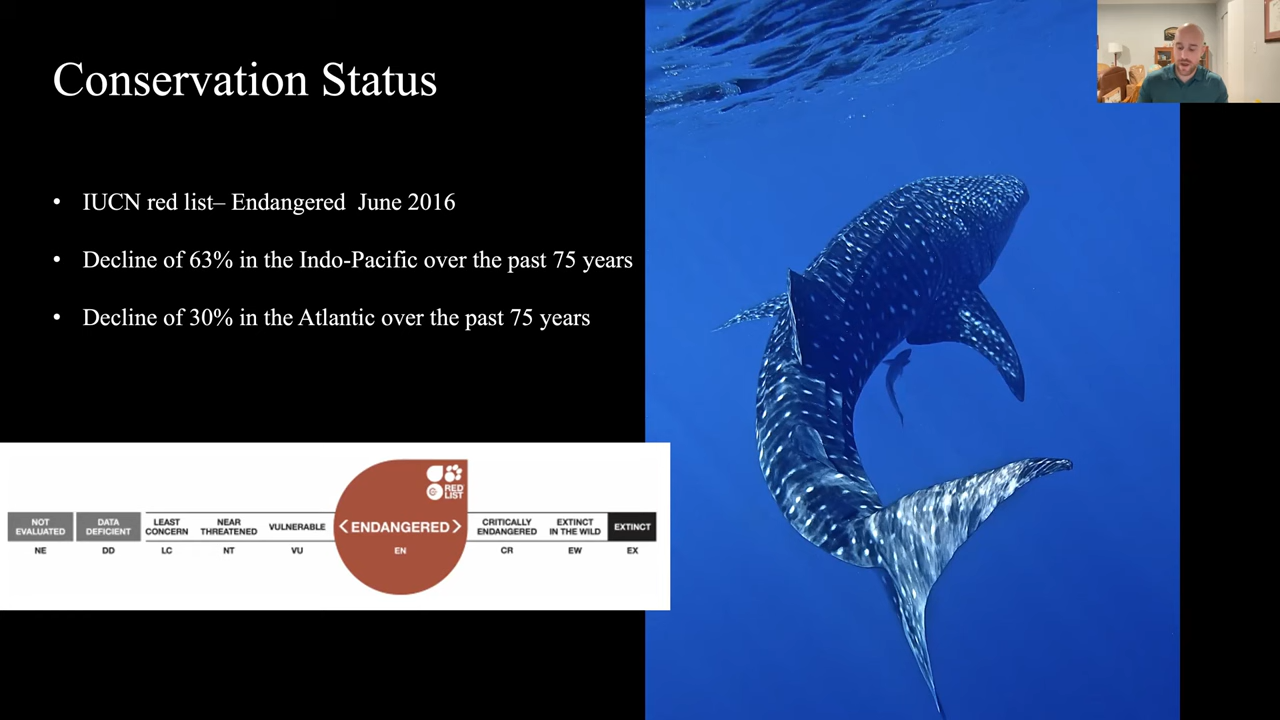 Conservation Status
• IUCN red list– Endangered  June 2016
• Decline of 63% in the Indo-Pacific over the past 75 years
• Decline of 30% in the Atlantic over the past 75 years
RED
LIST
NOT EVALUATED
DATA DEFICIENT
LEAST CONCERN
NEAR THREATENED
VULNERABLE
<ENDANGERED>
CRITICALLY ENDANGERED
EXTINCT IN THE WILD
EXTINCT
NE DD LC NT VU EN CR EW EX